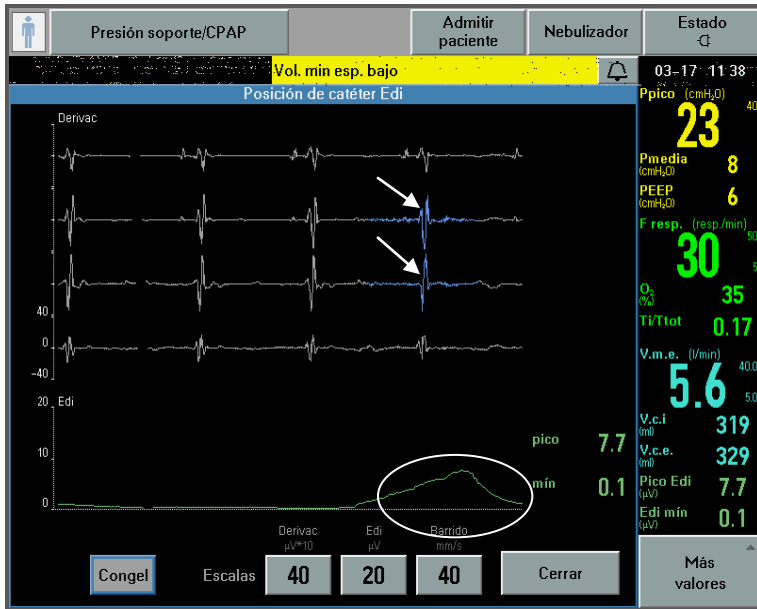 Presión soporte/CPAP
Admitir
paciente
Nebulizador
Estado
Vol. min esp. bajo
03-17 11:38
Posición de catéter Edi
Derivac
40
0
-40
20 Edi
10
0
pico 7.7
mín 0.1
Derivac Edi Barrido
µV*10 µV mm/s
Congel Escalas 40 20 40 Cerrar
Ppico (cmH₂O) 40
23
Pmedia
(cmH₂O) 8
PEEP
(cmH₂O) 6
F resp. (resp./min) 50
30 5
O₂
(%) 35
Ti/Ttot 0.17
V.m.e. (l/min) 40.0
5.6 5.0
V.c.i
(ml) 319
V.c.e.
(ml) 329
Pico Edi
(µV) 7.7
Edi mín
(µV) 0.1
Más
valores